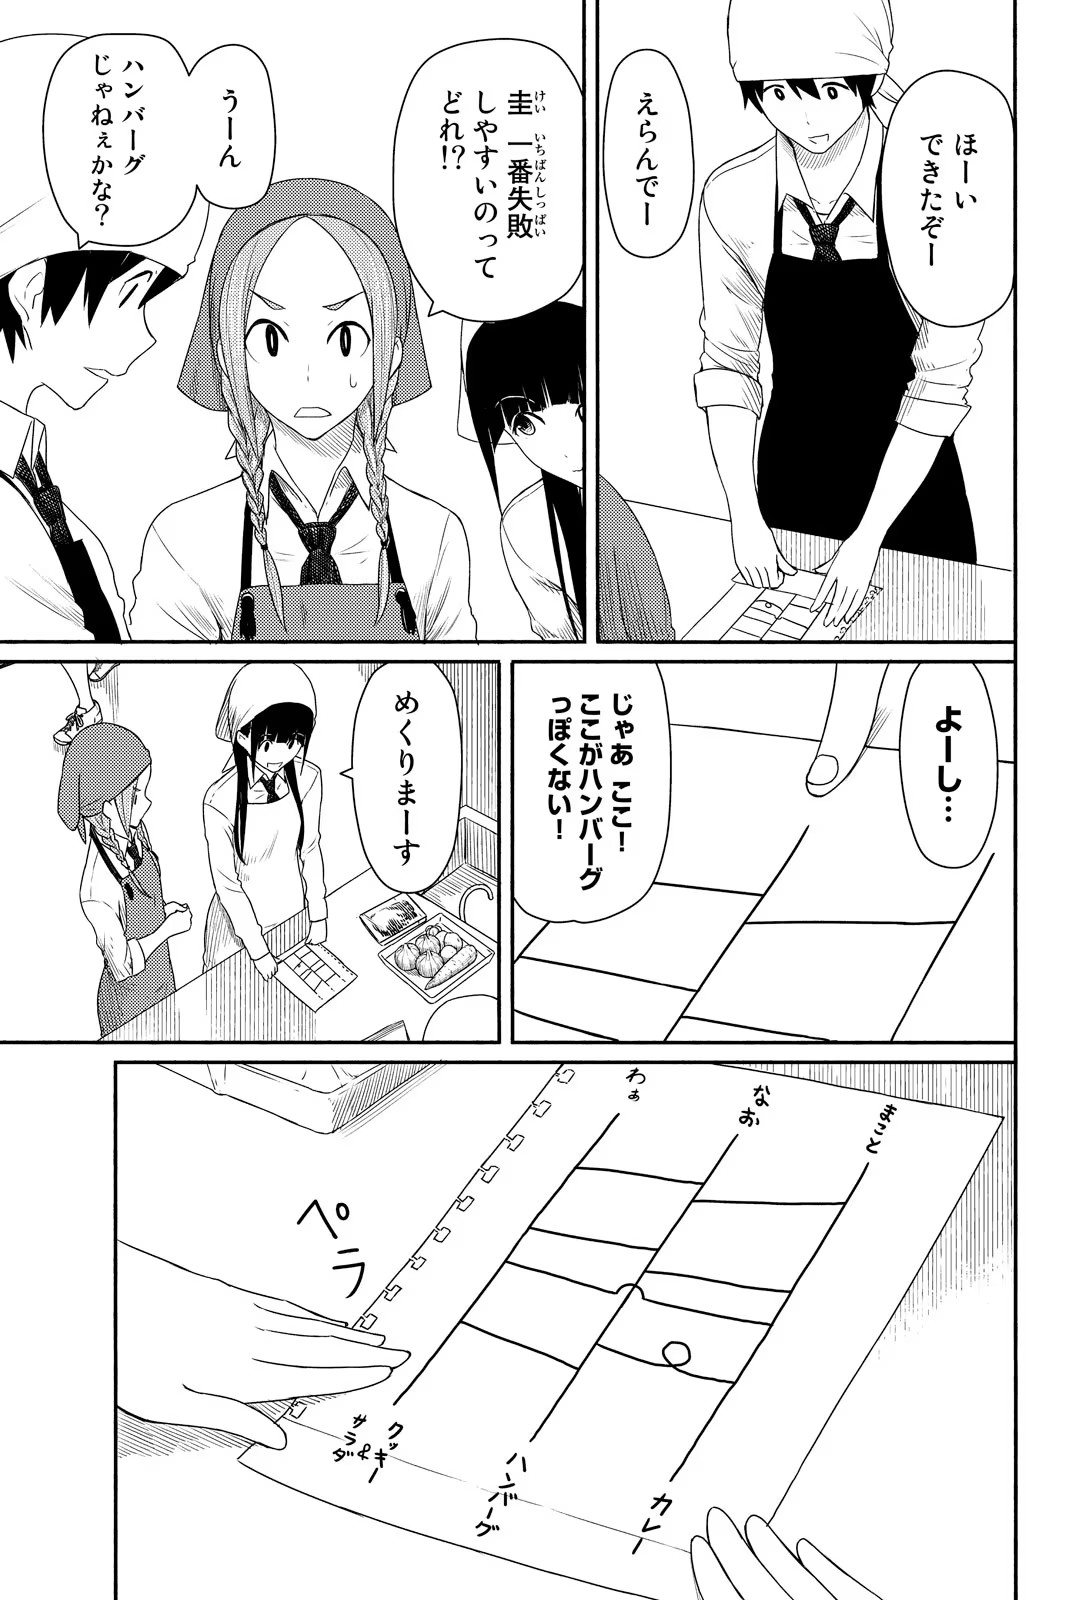 ほーい
できたぞー
えらんでー
圭 一番失敗
しやすいのって
どれ!?
うーん
ハンバーグ
じゃねぇかな?
よーし…
じゃあ ここ!
ここがハンバーグ
っぽくない!
めくりまーす
まこと
なお
わぁ
ペラ
クッキー
&
サラダ
ハンバーグ
カレー